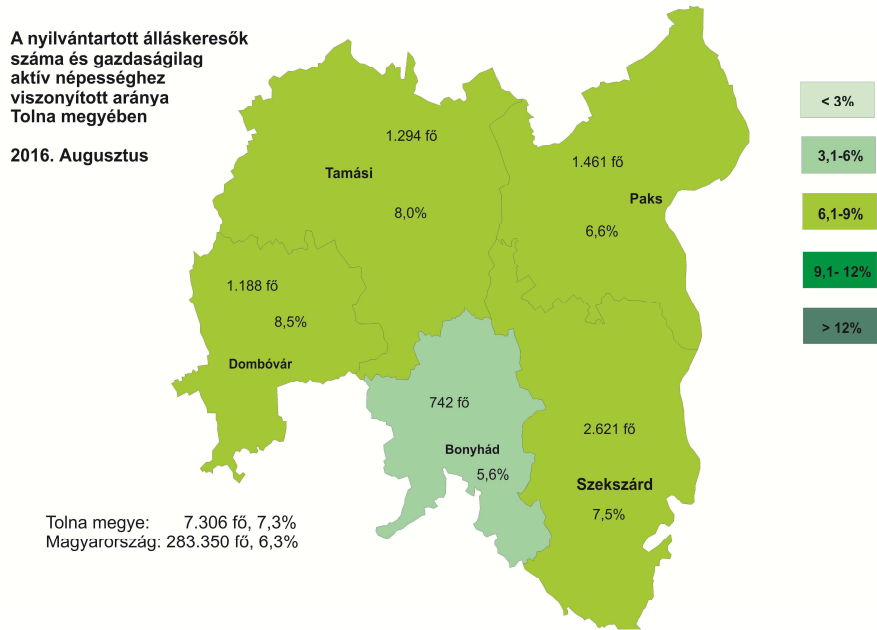 A nyilvántartott álláskeresők
száma és gazdaságilag
aktív népességhez
viszonyított aránya
Tolna megyében
2016. Augusztus
< 3%
3,1-6%
6,1-9%
9,1- 12%
> 12%
1.294 fő
Tamási
8,0%
1.461 fő
Paks
6,6%
1.188 fő
8,5%
Dombóvár
742 fő
Bonyhád
5,6%
2.621 fő
Szekszárd
7,5%
Tolna megye: 7.306 fő, 7,3%
Magyarország: 283.350 fő, 6,3%